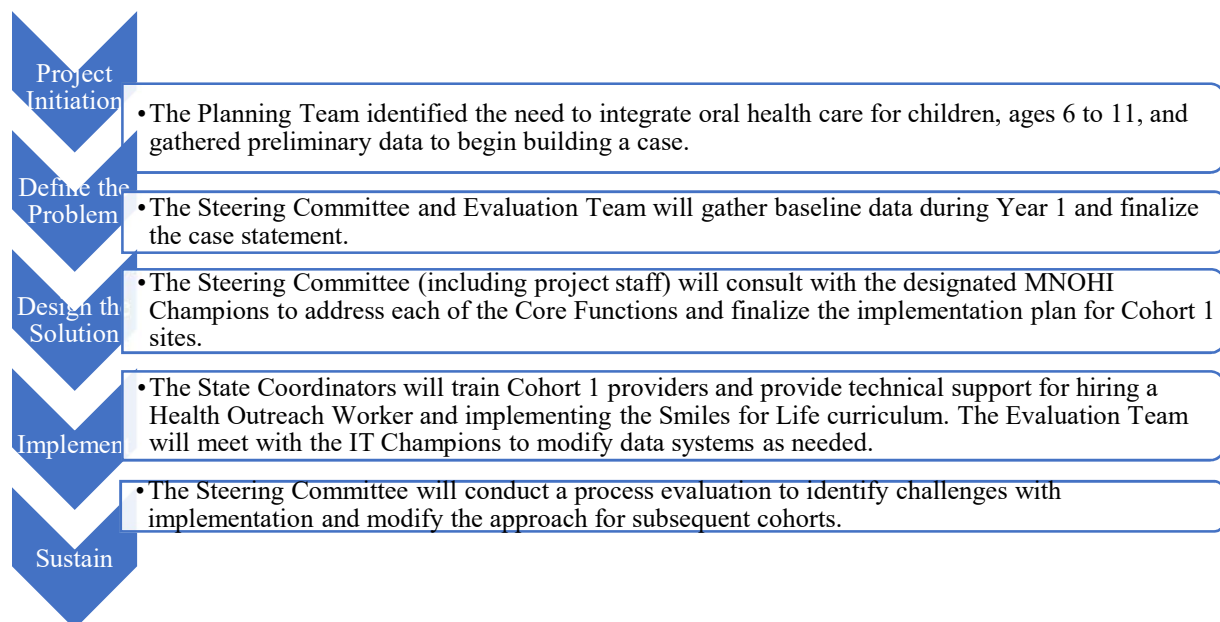 Project
Initiation
•The Planning Team identified the need to integrate oral health care for children, ages 6 to 11, and
gathered preliminary data to begin building a case.
Define the
Problem
•The Steering Committee and Evaluation Team will gather baseline data during Year 1 and finalize
the case statement.
Design the
Solution
•The Steering Committee (including project staff) will consult with the designated MNOHI
Champions to address each of the Core Functions and finalize the implementation plan for Cohort 1
sites.
Implement
•The State Coordinators will train Cohort 1 providers and provide technical support for hiring a
Health Outreach Worker and implementing the Smiles for Life curriculum. The Evaluation Team
will meet with the IT Champions to modify data systems as needed.
Sustain
•The Steering Committee will conduct a process evaluation to identify challenges with
implementation and modify the approach for subsequent cohorts.